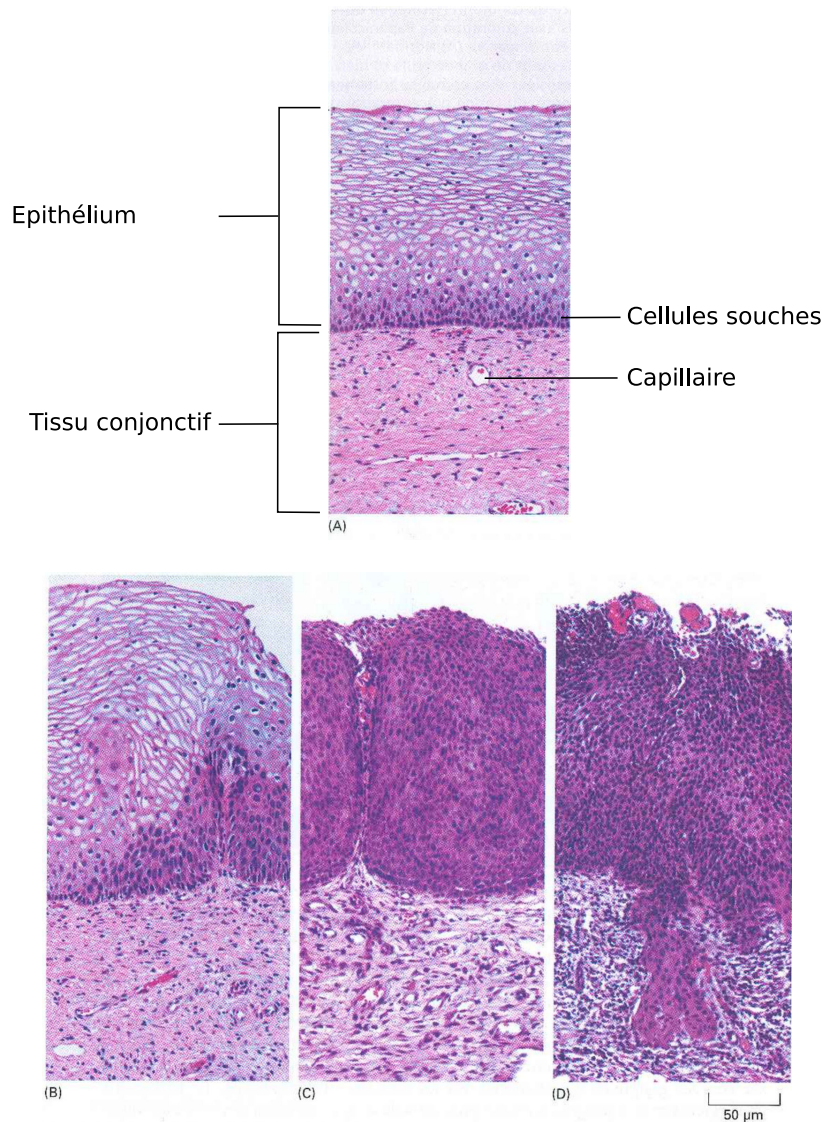 Epithélium
Cellules souches
Capillaire
Tissu conjonctif
(A)
(B)
(C)
(D)
50 µm